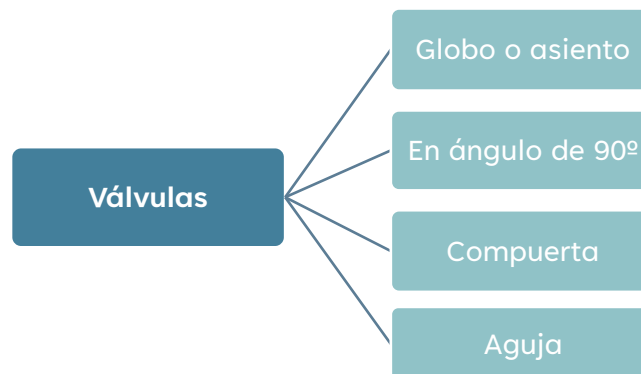 Válvulas
Globo o asiento
En ángulo de 90º
Compuerta
Aguja